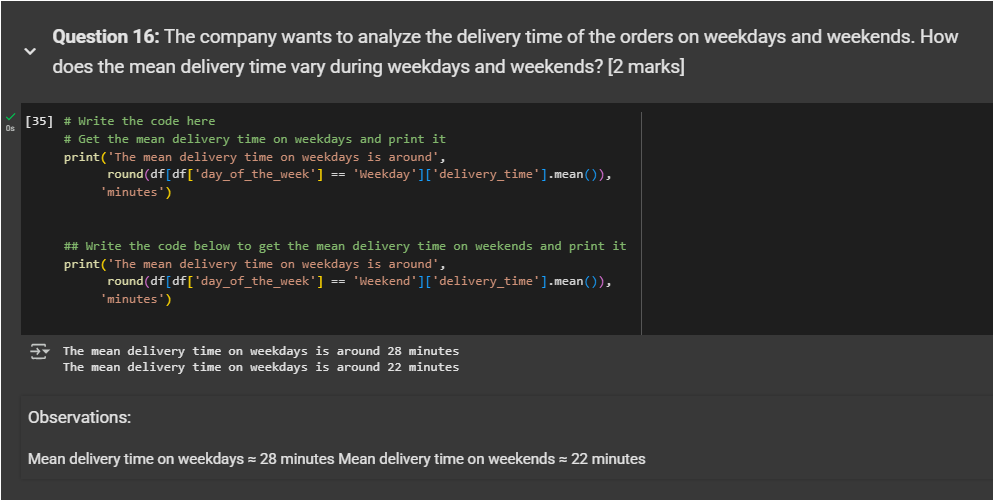 Question 16: The company wants to analyze the delivery time of the orders on weekdays and weekends. How
does the mean delivery time vary during weekdays and weekends? [2 marks]
[35] # Write the code here
0s
# Get the mean delivery time on weekdays and print it
print('The mean delivery time on weekdays is around',
round(df[df['day_of_the_week'] == 'Weekday']['delivery_time'].mean()),
'minutes')
## Write the code below to get the mean delivery time on weekends and print it
print('The mean delivery time on weekdays is around',
round(df[df['day_of_the_week'] == 'Weekend']['delivery_time'].mean()),
'minutes')
The mean delivery time on weekdays is around 28 minutes
The mean delivery time on weekdays is around 22 minutes
Observations:
Mean delivery time on weekdays ≈ 28 minutes Mean delivery time on weekends ≈ 22 minutes